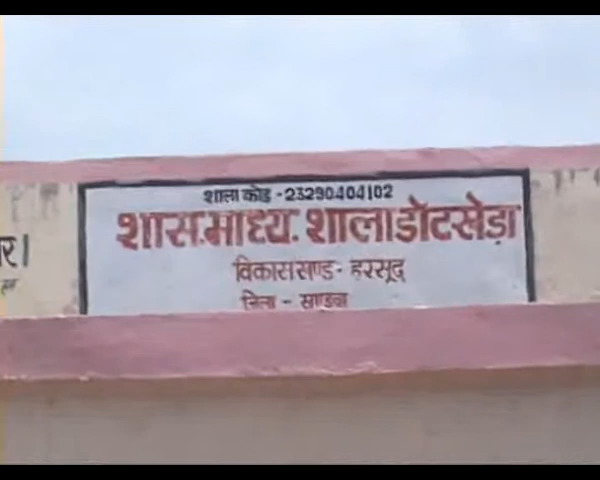 शाला कोड - 23290404102
शास.माध्य. शाला डोटखेड़ा
विकासखण्ड - हरसूद
जिला - खण्डवा
र।